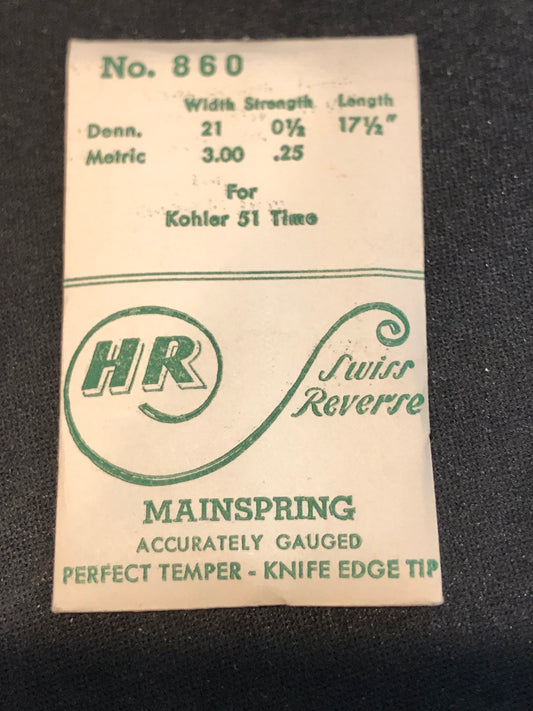 No. 860
Width Strength Length
Denn. 21 0½ 17½"
Metric 3.00 .25
For
Kohler 51 Time
HR
Swiss
Reverse
MAINSPRING
ACCURATELY GAUGED
PERFECT TEMPER - KNIFE EDGE TIP